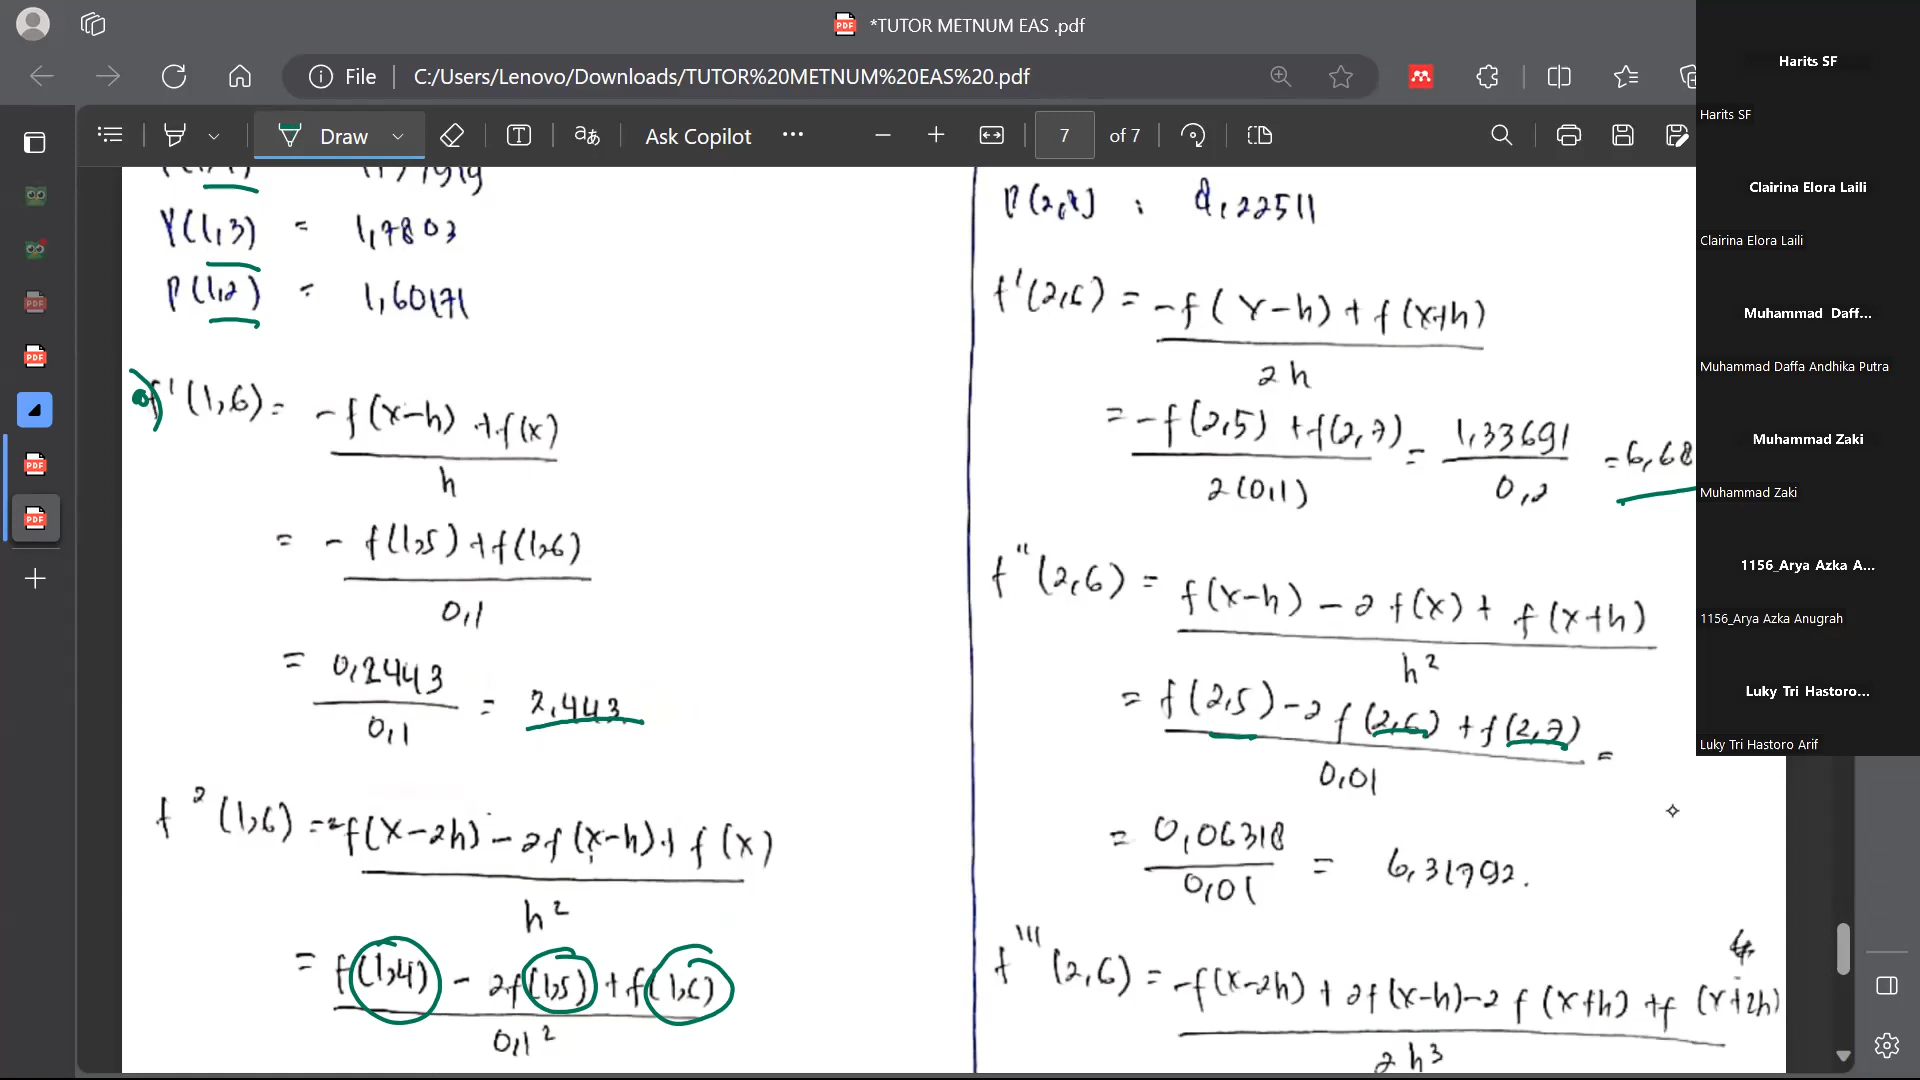 *TUTOR METNUM EAS .pdf
File
C:/Users/Lenovo/Downloads/TUTOR%20METNUM%20EAS%20.pdf
Draw
Ask Copilot
7 of 7
Y(1,3) = 1,7803
P(1,2) = 1,60171
f'(1,6) = -f(x-h) + f(x)
h
= - f(1,5) + f(1,6)
0,1
= 0,2443 = 2,443
0,1
f²(1,6) = f(x-2h) - 2f(x-h) + f(x)
h²
= f(1,4) - 2f(1,5) + f(1,6)
0,1²
: 8,22511
f'(2,6) = -f(x-h) + f(x+h)
2h
= -f(2,5) + f(2,7) = 1,33691 = 6,68
2(0,1) 0,2
f''(2,6) = f(x-h) - 2f(x) + f(x+h)
h²
= f(2,5) - 2f(2,6) + f(2,7) =
0,01
= 0,06318 = 6,31792.
0,01
f'''(2,6) = -f(x-2h) + 2f(x-h) - 2f(x+h) + f(x+2h)
2h³
Harits SF
Harits SF
Clairina Elora Laili
Clairina Elora Laili
Muhammad Daff...
Muhammad Daffa Andhika Putra
Muhammad Zaki
Muhammad Zaki
1156_Arya Azka A...
1156_Arya Azka Anugrah
Luky Tri Hastoro...
Luky Tri Hastoro Arif